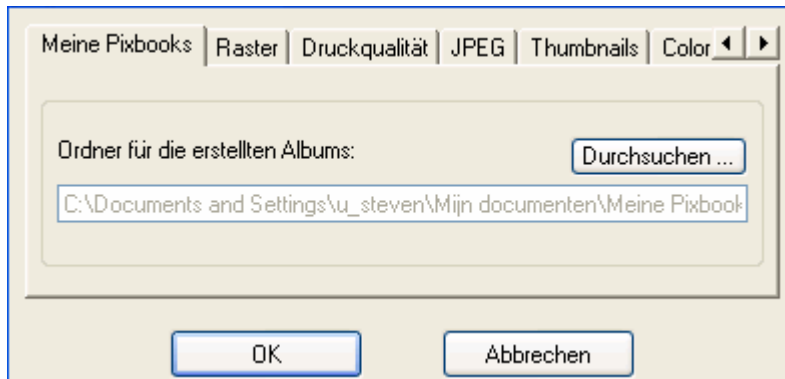 Meine Pixbooks Raster Druckqualität JPEG Thumbnails Color
Ordner für die erstellten Albums:
Durchsuchen ...
C:\Documents and Settings\u_steven\Mijn documenten\Meine Pixbook
OK Abbrechen